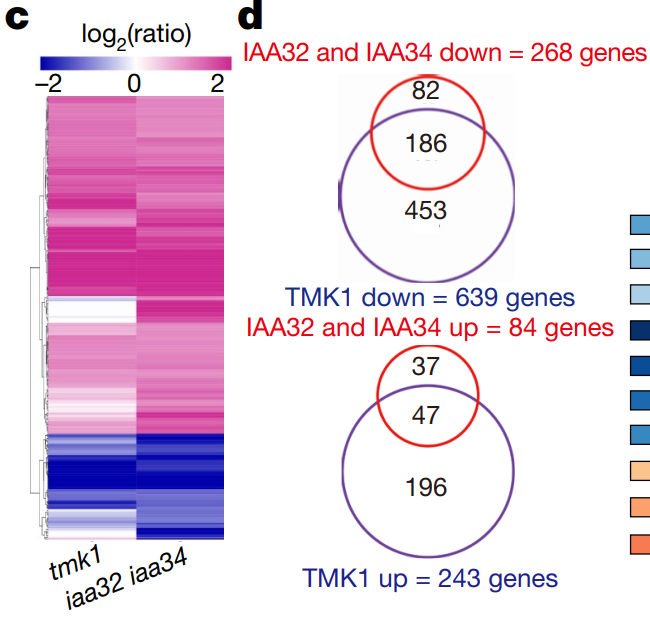 c
log2(ratio)
−2 0 2
tmk1
iaa32 iaa34
d
IAA32 and IAA34 down = 268 genes
82
186
453
TMK1 down = 639 genes
IAA32 and IAA34 up = 84 genes
37
47
196
TMK1 up = 243 genes